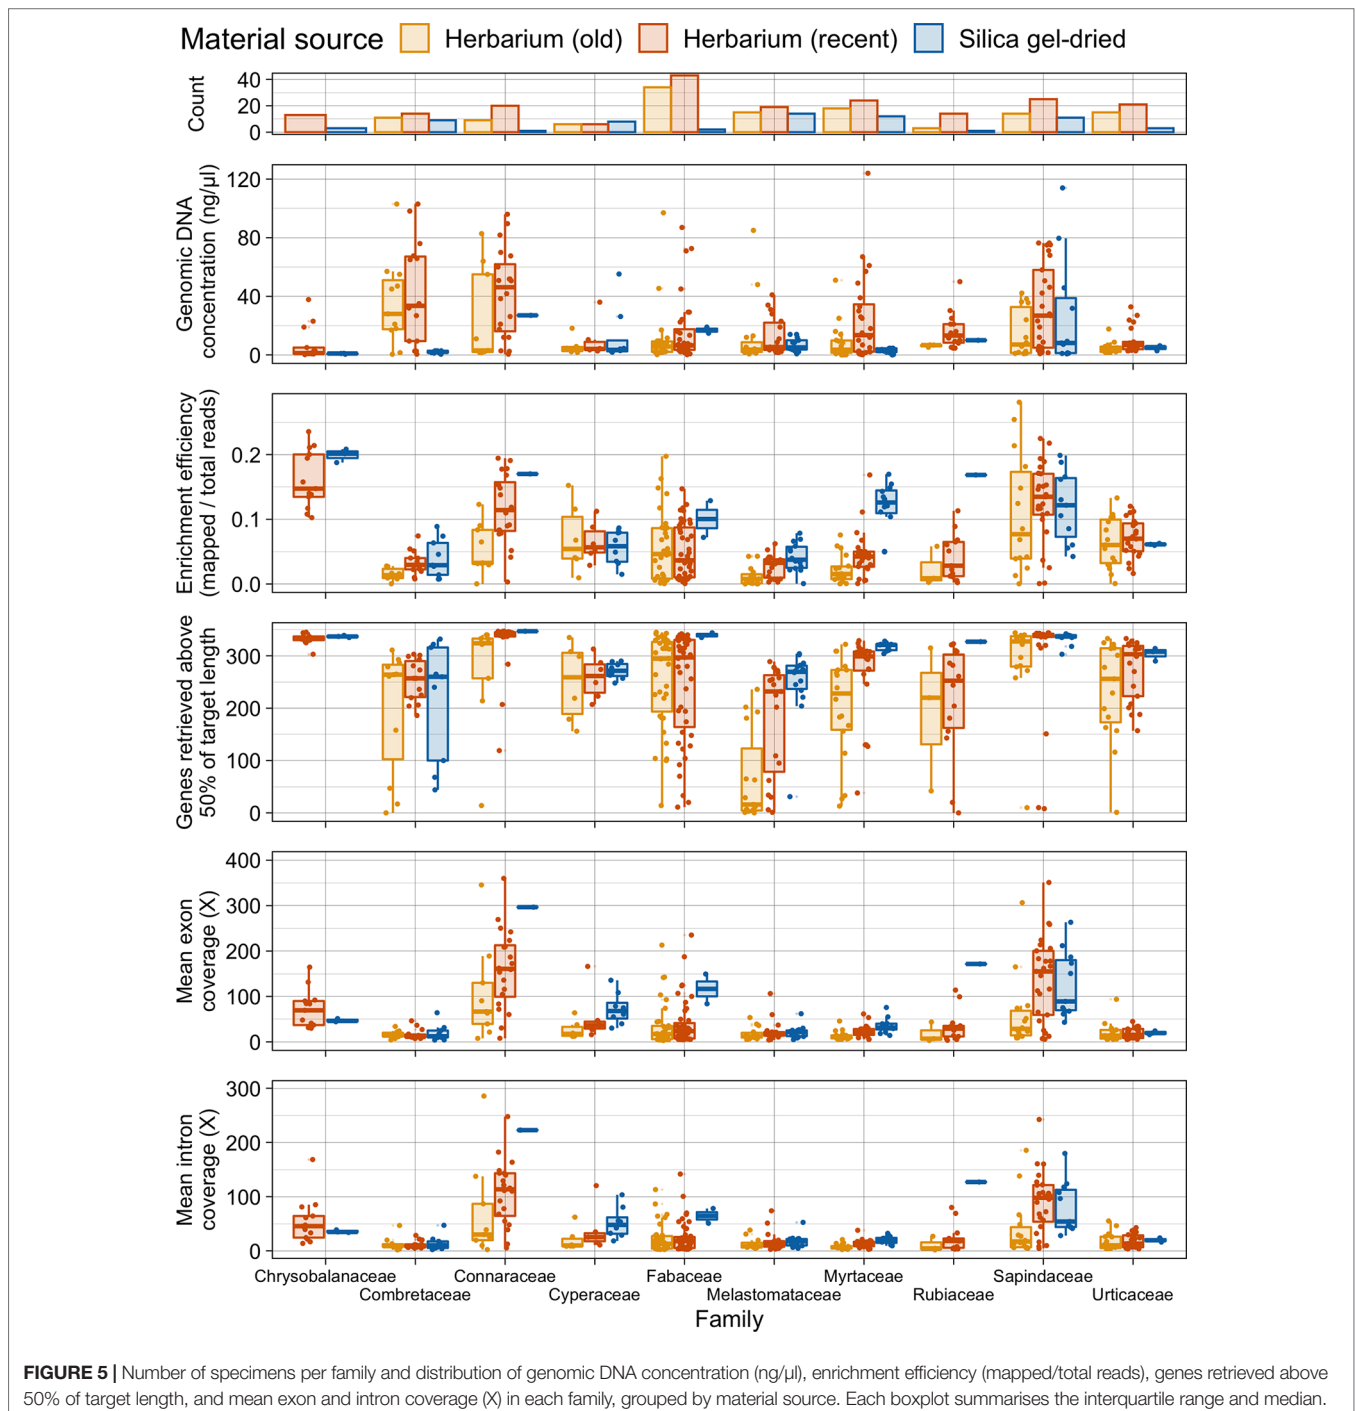 Material source Herbarium (old) Herbarium (recent) Silica gel-dried
Count
40
20
0
Genomic DNA
concentration (ng/µl)
120
80
40
0
Enrichment efficiency
(mapped / total reads)
0.2
0.1
0.0
Genes retrieved above
50% of target length
300
200
100
0
Mean exon
coverage (X)
400
300
200
100
0
Mean intron
coverage (X)
300
200
100
0
Chrysobalanaceae Connaraceae Fabaceae Myrtaceae Sapindaceae
Combretaceae Cyperaceae Melastomataceae Rubiaceae Urticaceae
Family
FIGURE 5 | Number of specimens per family and distribution of genomic DNA concentration (ng/µl), enrichment efficiency (mapped/total reads), genes retrieved above
50% of target length, and mean exon and intron coverage (X) in each family, grouped by material source. Each boxplot summarises the interquartile range and median.